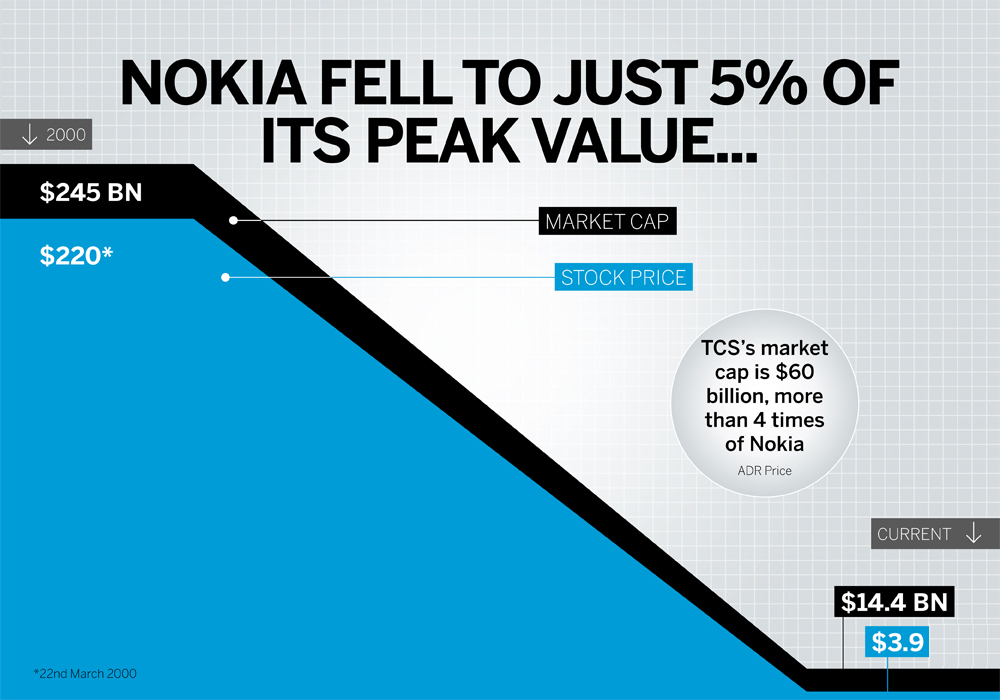 NOKIA FELL TO JUST 5% OF
ITS PEAK VALUE...
2000
$245 BN
$220*
MARKET CAP
STOCK PRICE
TCS's market
cap is $60
billion, more
than 4 times
of Nokia
ADR Price
CURRENT
$14.4 BN
$3.9
*22nd March 2000